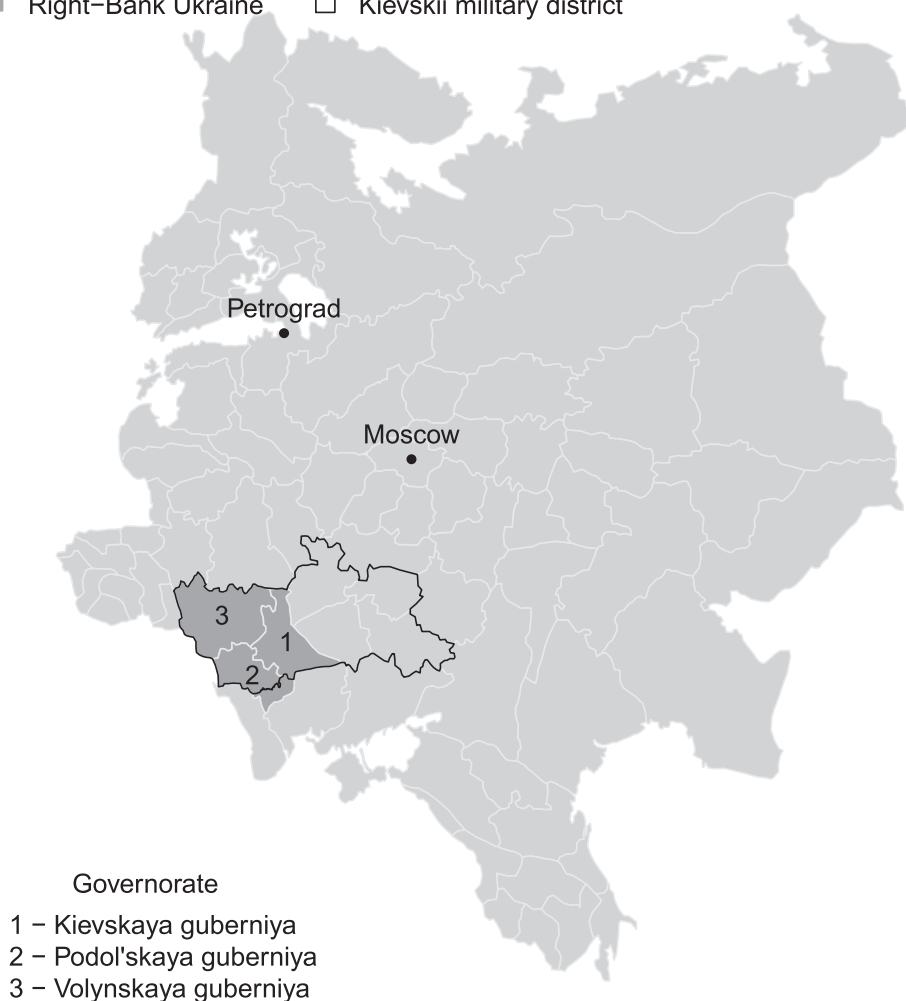 Right−Bank Ukraine Kievskii military district
Petrograd
Moscow
3
1
2
Governorate
1 − Kievskaya guberniya
2 − Podol'skaya guberniya
3 − Volynskaya guberniya